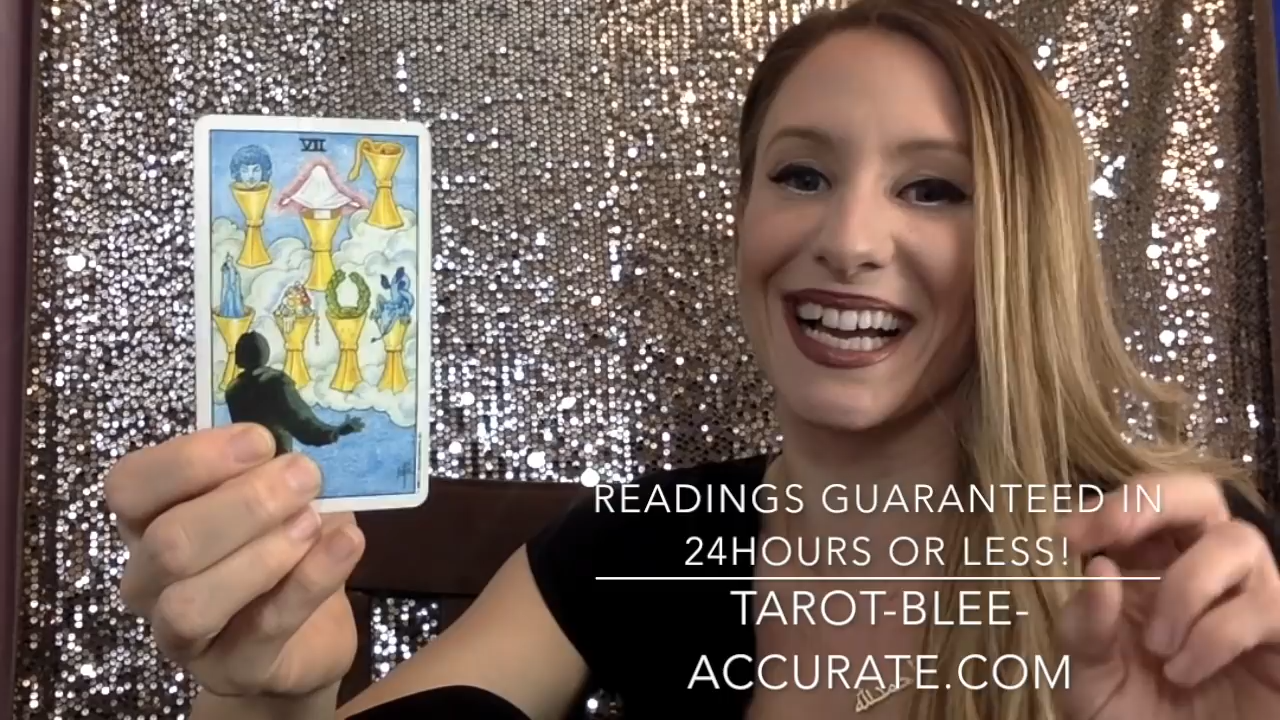 VII
READINGS GUARANTEED IN
24HOURS OR LESS!
TAROT-BLEE-
ACCURATE.COM